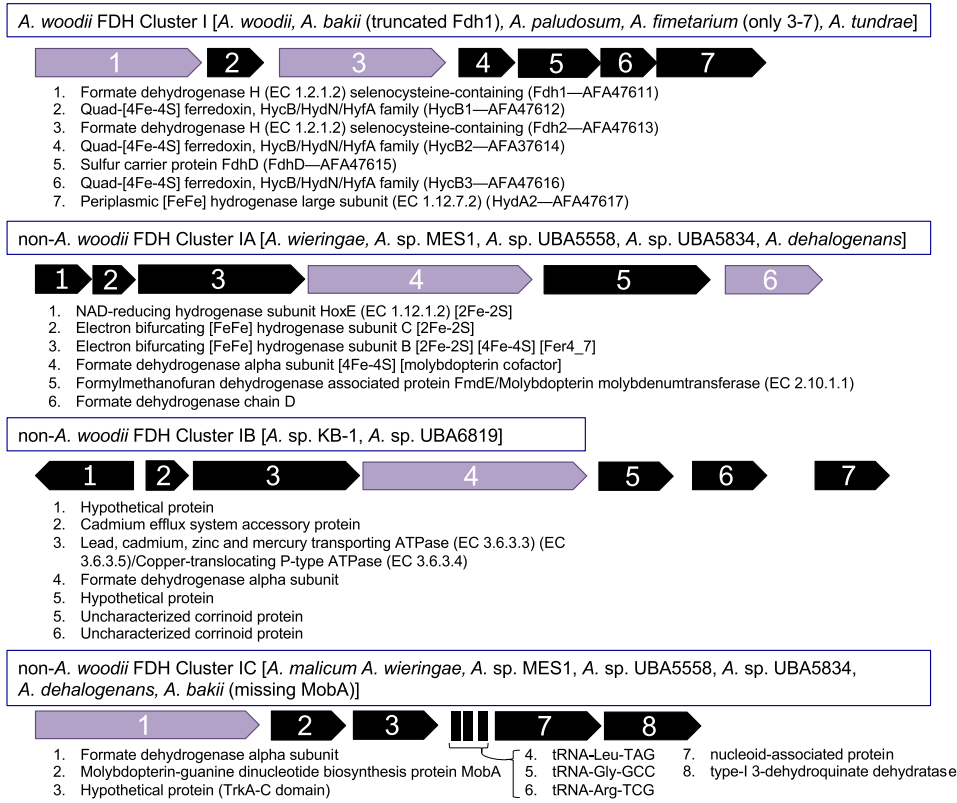 A. woodii FDH Cluster I [A. woodii, A. bakii (truncated Fdh1), A. paludosum, A. fimetarium (only 3-7), A. tundrae]
1 2 3 4 5 6 7
1. Formate dehydrogenase H (EC 1.2.1.2) selenocysteine-containing (Fdh1—AFA47611)
2. Quad-[4Fe-4S] ferredoxin, HycB/HydN/HyfA family (HycB1—AFA47612)
3. Formate dehydrogenase H (EC 1.2.1.2) selenocysteine-containing (Fdh2—AFA47613)
4. Quad-[4Fe-4S] ferredoxin, HycB/HydN/HyfA family (HycB2—AFA37614)
5. Sulfur carrier protein FdhD (FdhD—AFA47615)
6. Quad-[4Fe-4S] ferredoxin, HycB/HydN/HyfA family (HycB3—AFA47616)
7. Periplasmic [FeFe] hydrogenase large subunit (EC 1.12.7.2) (HydA2—AFA47617)
non-A. woodii FDH Cluster IA [A. wieringae, A. sp. MES1, A. sp. UBA5558, A. sp. UBA5834, A. dehalogenans]
1 2 3 4 5 6
1. NAD-reducing hydrogenase subunit HoxE (EC 1.12.1.2) [2Fe-2S]
2. Electron bifurcating [FeFe] hydrogenase subunit C [2Fe-2S]
3. Electron bifurcating [FeFe] hydrogenase subunit B [2Fe-2S] [4Fe-4S] [Fer4_7]
4. Formate dehydrogenase alpha subunit [4Fe-4S] [molybdopterin cofactor]
5. Formylmethanofuran dehydrogenase associated protein FmdE/Molybdopterin molybdenumtransferase (EC 2.10.1.1)
6. Formate dehydrogenase chain D
non-A. woodii FDH Cluster IB [A. sp. KB-1, A. sp. UBA6819]
1 2 3 4 5 6 7
1. Hypothetical protein
2. Cadmium efflux system accessory protein
3. Lead, cadmium, zinc and mercury transporting ATPase (EC 3.6.3.3) (EC
3.6.3.5)/Copper-translocating P-type ATPase (EC 3.6.3.4)
4. Formate dehydrogenase alpha subunit
5. Hypothetical protein
5. Uncharacterized corrinoid protein
6. Uncharacterized corrinoid protein
non-A. woodii FDH Cluster IC [A. malicum A. wieringae, A. sp. MES1, A. sp. UBA5558, A. sp. UBA5834,
A. dehalogenans, A. bakii (missing MobA)]
1 2 3 7 8
1. Formate dehydrogenase alpha subunit
2. Molybdopterin-guanine dinucleotide biosynthesis protein MobA
3. Hypothetical protein (TrkA-C domain)
4. tRNA-Leu-TAG
5. tRNA-Gly-GCC
6. tRNA-Arg-TCG
7. nucleoid-associated protein
8. type-I 3-dehydroquinate dehydratase